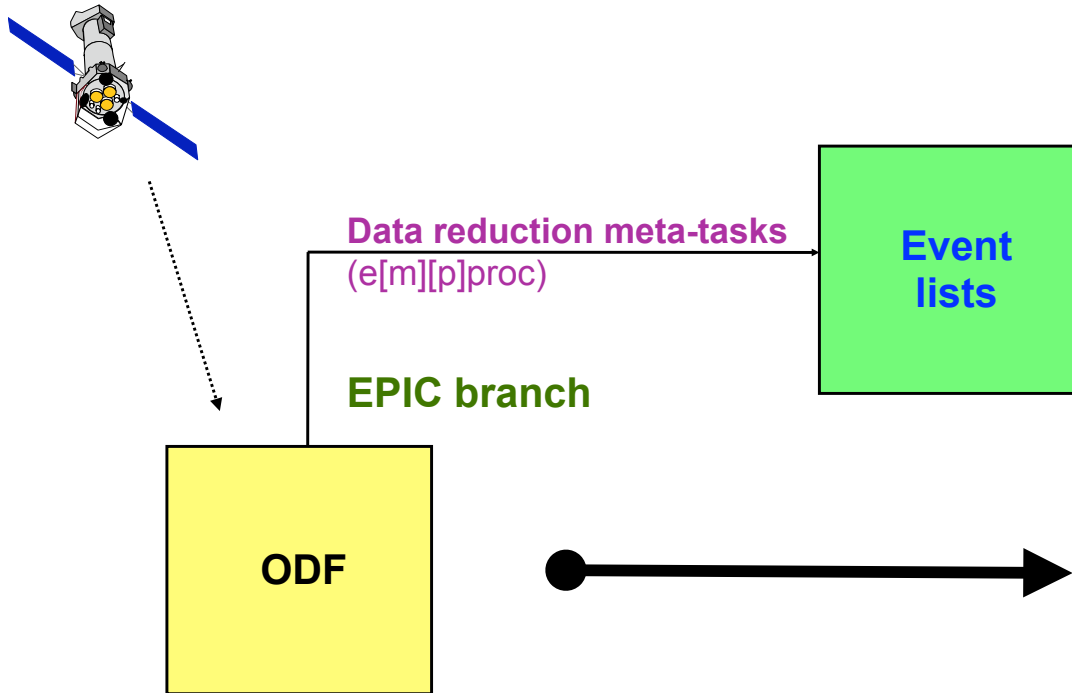 Data reduction meta-tasks
(e[m][p]proc)
Event
lists
EPIC branch
ODF